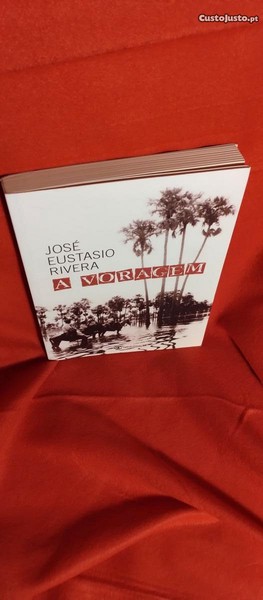 CustoJusto.pt
JOSÉ
EUSTASIO
RIVERA
A VORAGEM